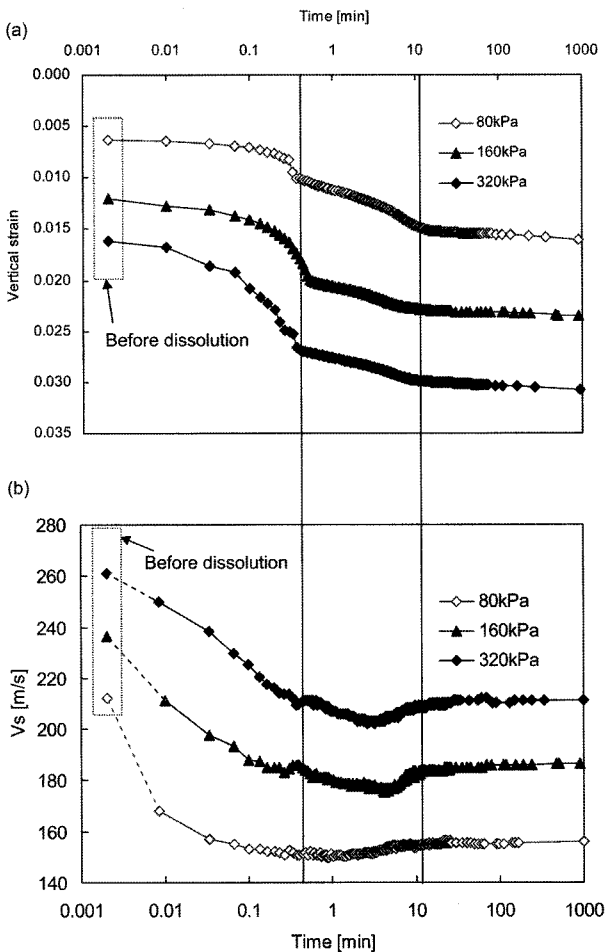 Time [min]
(a)
0.001 0.01 0.1 1 10 100 1000
0.000
0.005
0.010
0.015
0.020
0.025
0.030
0.035
Vertical strain
80kPa
160kPa
320kPa
Before dissolution
(b)
280
260
240
220
200
180
160
140
Vs [m/s]
Before dissolution
80kPa
160kPa
320kPa
0.001 0.01 0.1 1 10 100 1000
Time [min]